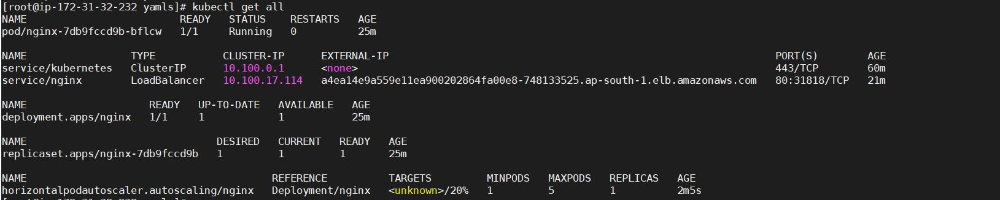 [root@ip-172-31-32-232 yamls]# kubectl get all
NAME                         READY   STATUS    RESTARTS   AGE
pod/nginx-7db9fccd9b-bflcw   1/1     Running   0          25m

NAME                 TYPE           CLUSTER-IP      EXTERNAL-IP                                                               PORT(S)        AGE
service/kubernetes   ClusterIP      10.100.0.1      <none>                                                                    443/TCP        60m
service/nginx        LoadBalancer   10.100.17.114   a4ea14e9a559e11ea900202864fa00e8-748133525.ap-south-1.elb.amazonaws.com   80:31818/TCP   21m

NAME                    READY   UP-TO-DATE   AVAILABLE   AGE
deployment.apps/nginx   1/1     1            1           25m

NAME                               DESIRED   CURRENT   READY   AGE
replicaset.apps/nginx-7db9fccd9b   1         1         1       25m

NAME                                        REFERENCE          TARGETS         MINPODS   MAXPODS   REPLICAS   AGE
horizontalpodautoscaler.autoscaling/nginx   Deployment/nginx   <unknown>/20%   1         5         1          2m5s